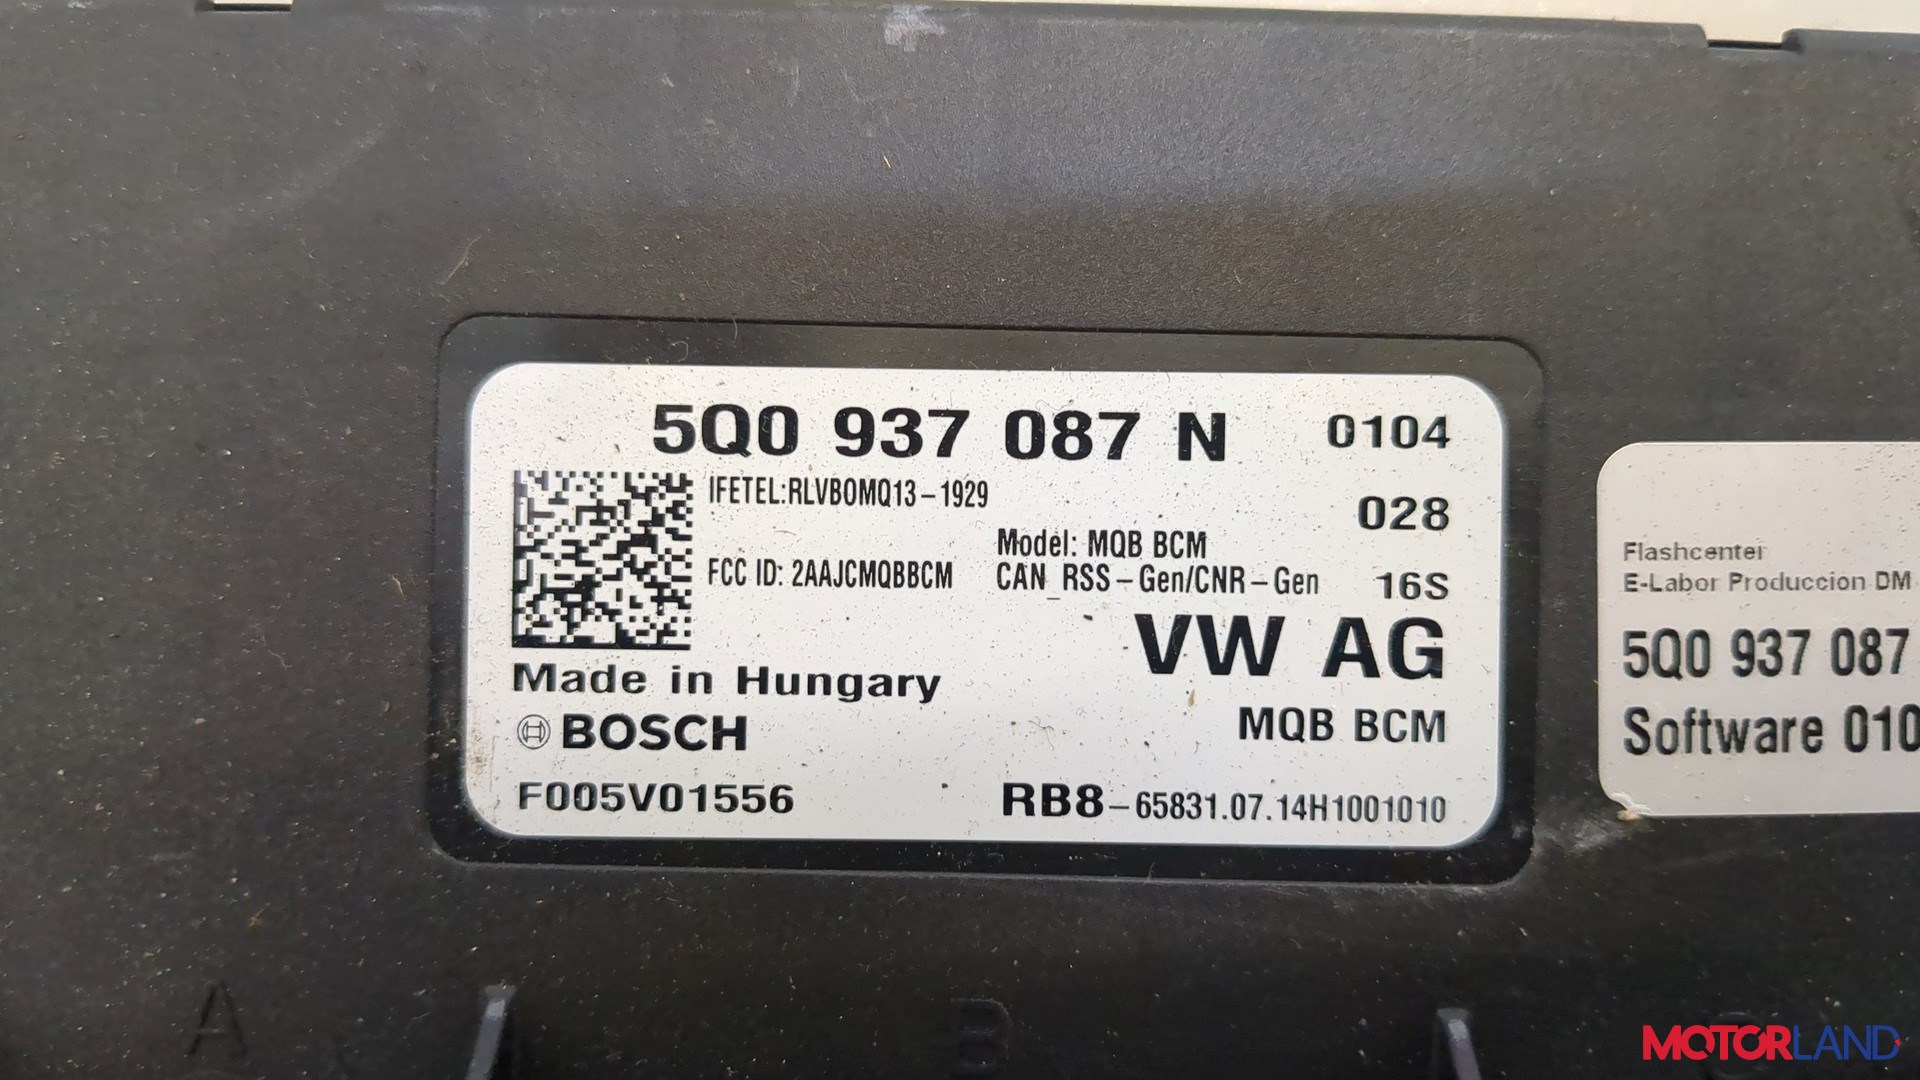 5Q0 937 087 N 0104
IFETEL:RLVBOMQ13-1929
028
Model: MQB BCM
FCC ID: 2AAJCMQBBCM
CAN_RSS-Gen/CNR-Gen 16S
VW AG
Made in Hungary
BOSCH
MQB BCM
F005V01556
RB8-65831.07.14H1001010
Flashcenter
E-Labor Produccion DM
5Q0 937 087
Software 010
A
B
MOTORLAND